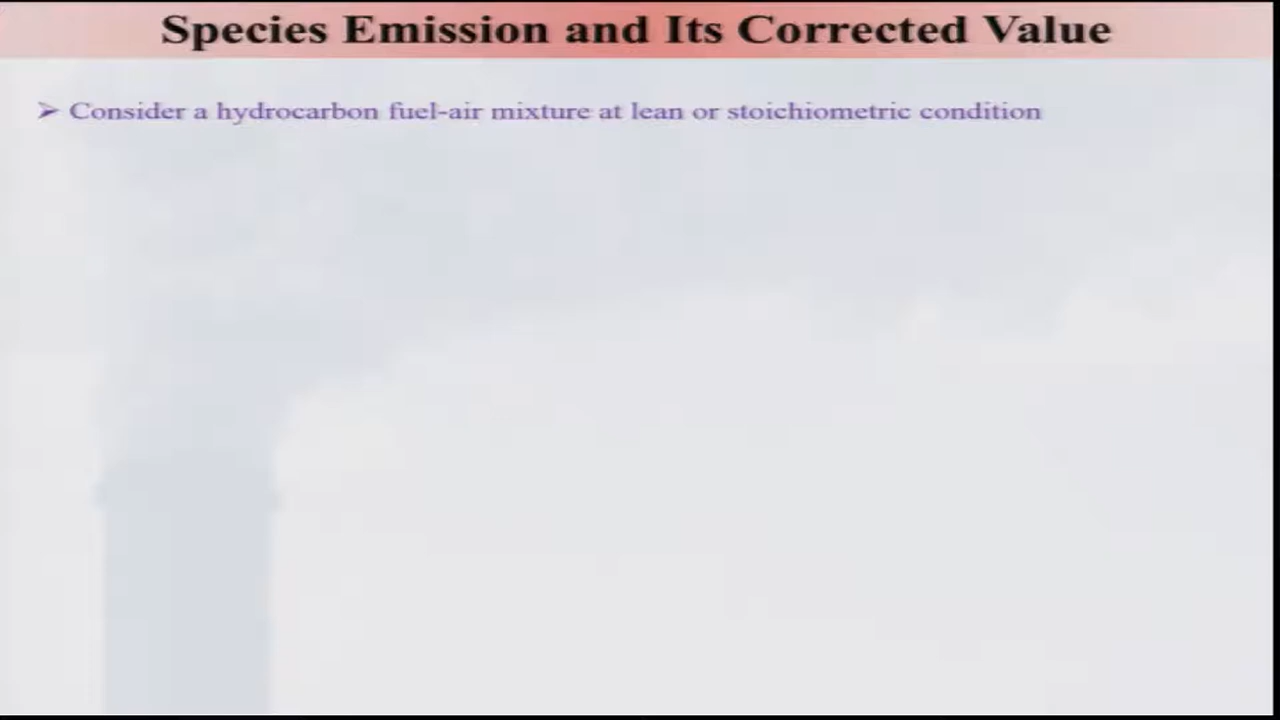 Species Emission and Its Corrected Value
➢ Consider a hydrocarbon fuel-air mixture at lean or stoichiometric condition